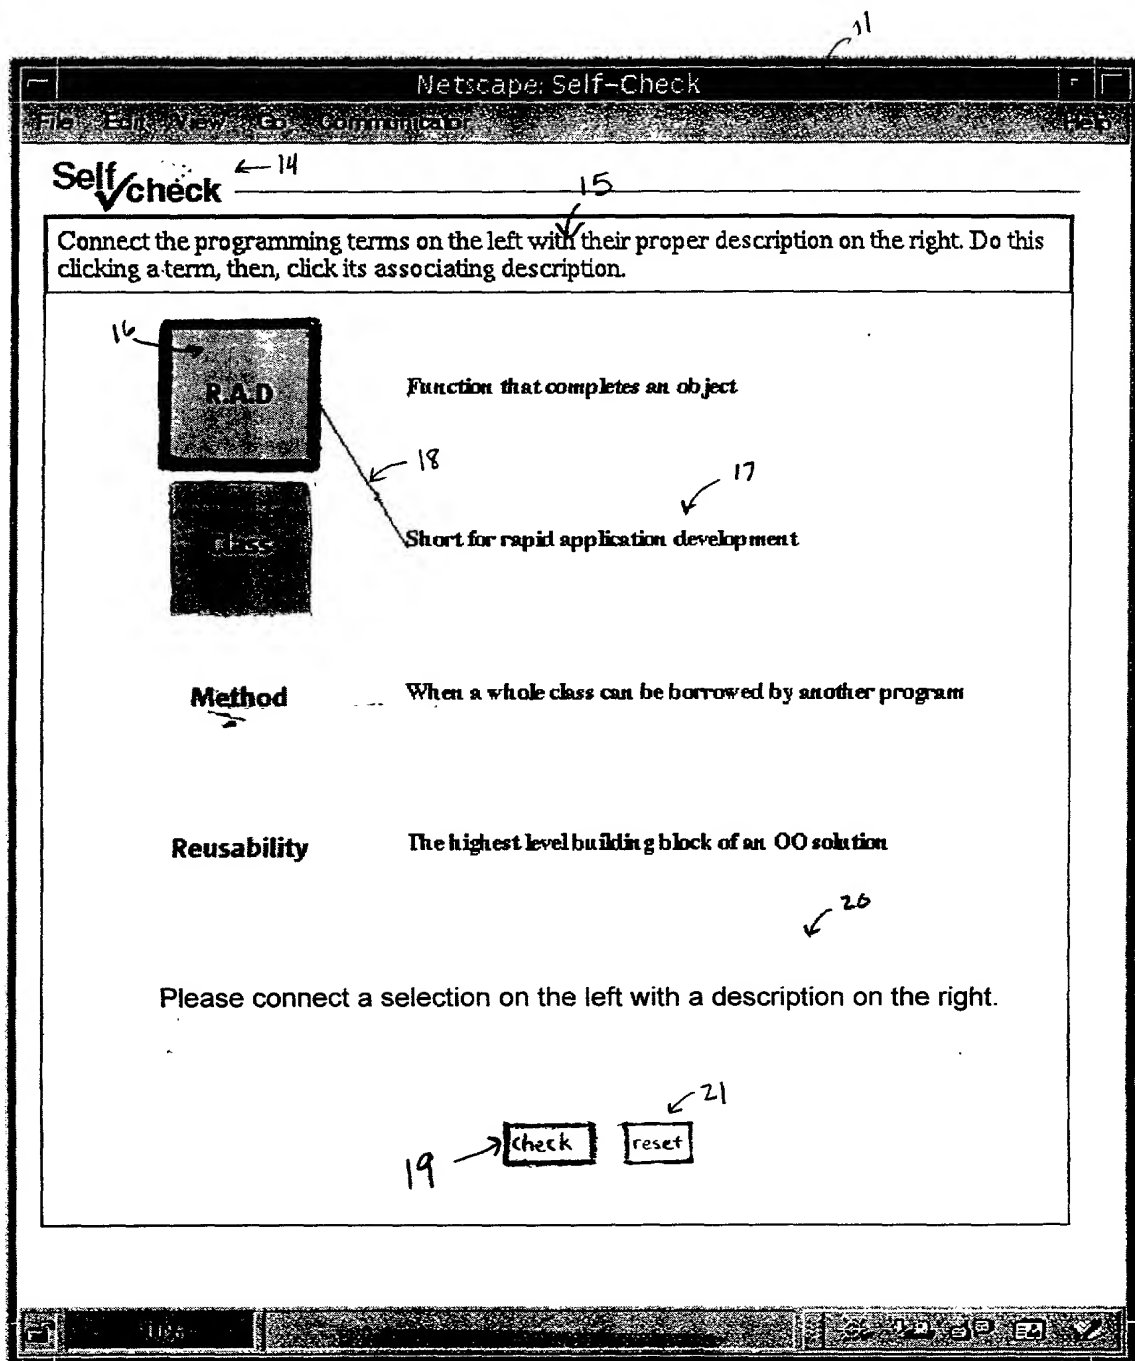 11
Netscape: Self-Check
File Edit View Go Communicator Help
Self check
14
15
Connect the programming terms on the left with their proper description on the right. Do this
clicking a term, then, click its associating description.
16
R.A.D
Function that completes an object
18
17
Class
Short for rapid application development
Method
When a whole class can be borrowed by another program
Reusability
The highest level building block of an OO solution
20
Please connect a selection on the left with a description on the right.
21
19
check
reset